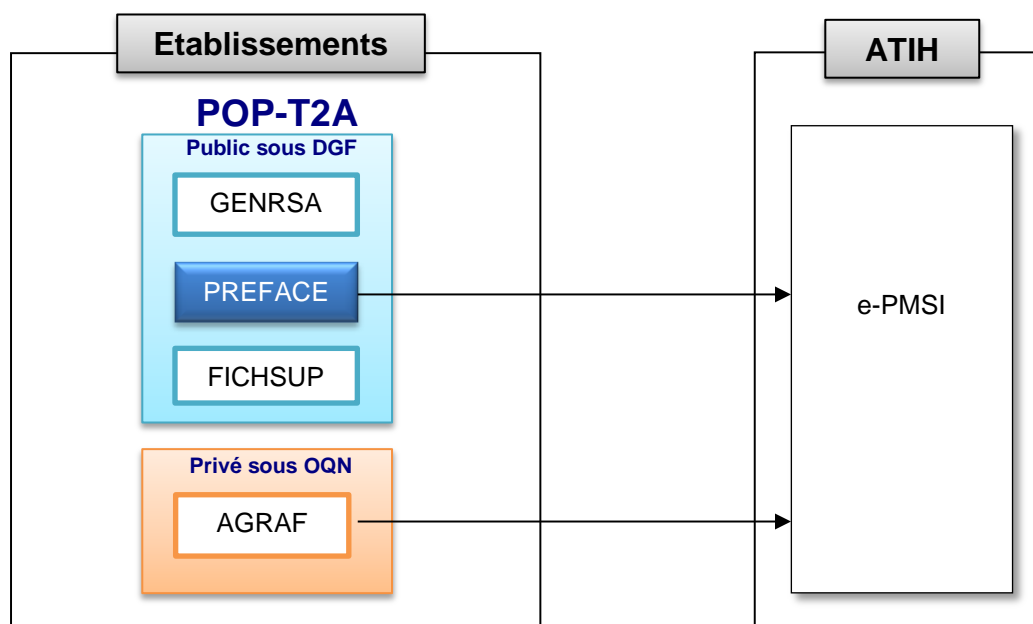 Etablissements
ATIH
POP-T2A
Public sous DGF
GENRSA
PREFACE
e-PMSI
FICHSUP
Privé sous OQN
AGRAF